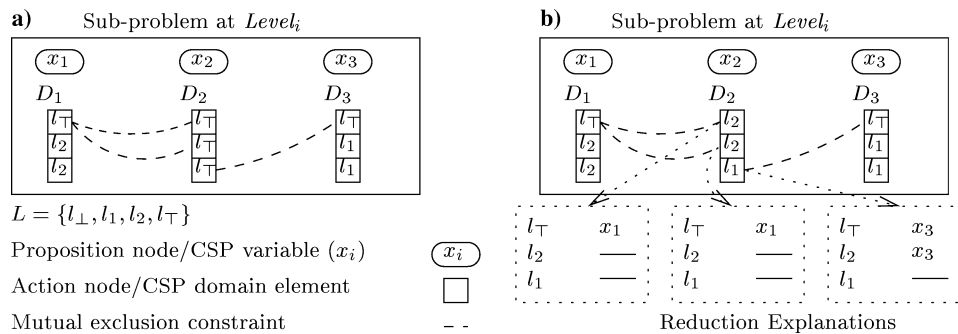 a) Sub-problem at Level_i
x_1 x_2 x_3
D_1 D_2 D_3
l_⊤ l_⊤ l_⊤
l_2 l_⊤ l_1
l_2 l_⊤ l_1
L = {l_⊥, l_1, l_2, l_⊤}
Proposition node/CSP variable (x_i) x_i
Action node/CSP domain element
Mutual exclusion constraint
b) Sub-problem at Level_i
x_1 x_2 x_3
D_1 D_2 D_3
l_⊤ l_2 l_⊤
l_2 l_2 l_1
l_2 l_1 l_1
l_⊤ x_1 l_⊤ x_1 l_⊤ x_3
l_2 — l_2 — l_2 x_3
l_1 — l_1 — l_1 —
Reduction Explanations